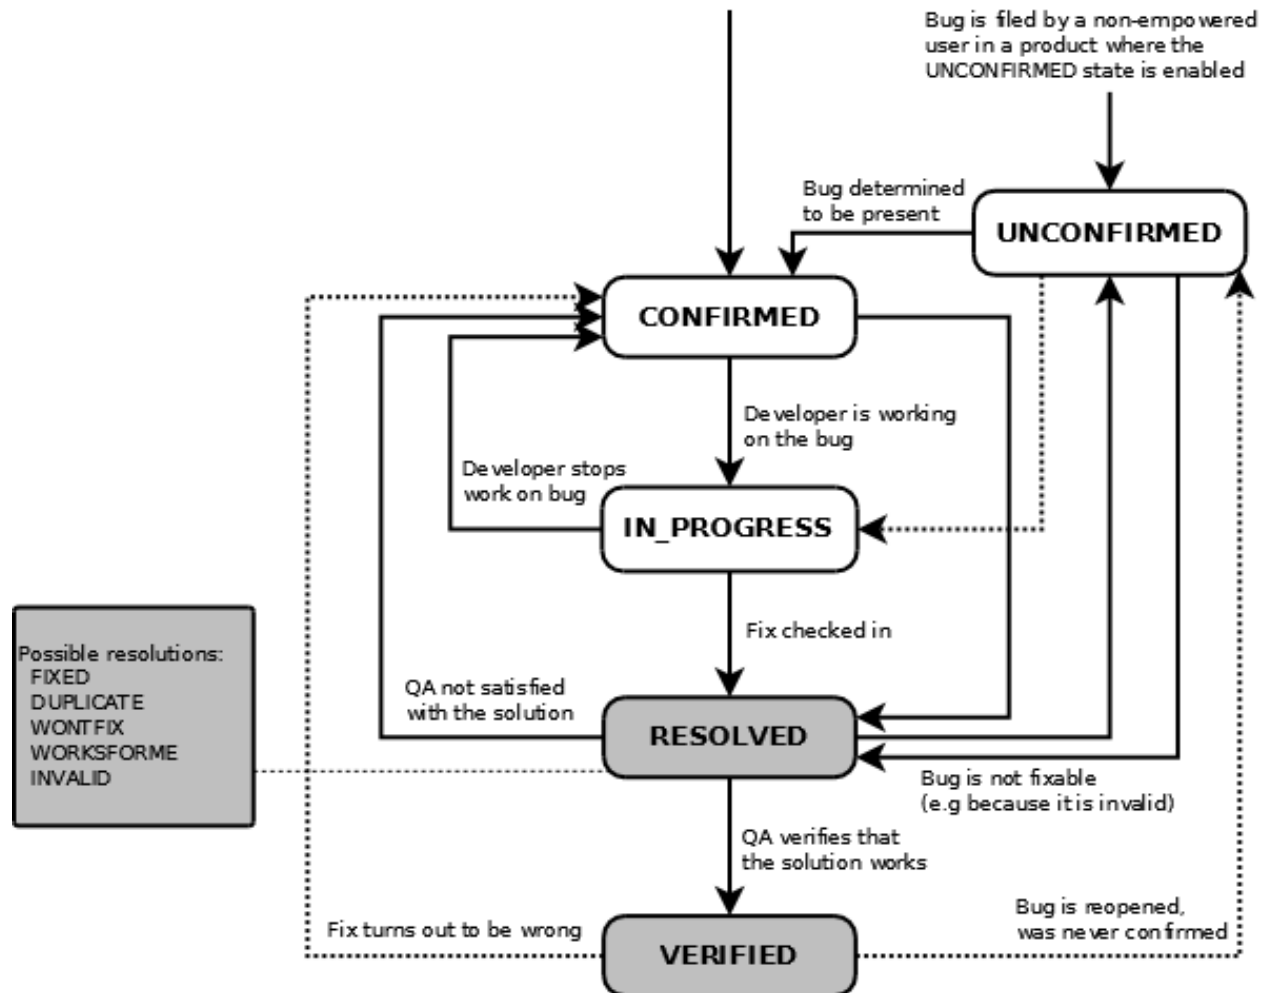 Bug is filed by a non-empowered
user in a product where the
UNCONFIRMED state is enabled
Bug determined
to be present
UNCONFIRMED
CONFIRMED
Developer is working
on the bug
Developer stops
work on bug
IN_PROGRESS
Fix checked in
Possible resolutions:
FIXED
DUPLICATE
WONTFIX
WORKSFORME
INVALID
QA not satisfied
with the solution
RESOLVED
Bug is not fixable
(e.g because it is invalid)
QA verifies that
the solution works
Fix turns out to be wrong
VERIFIED
Bug is reopened,
was never confirmed